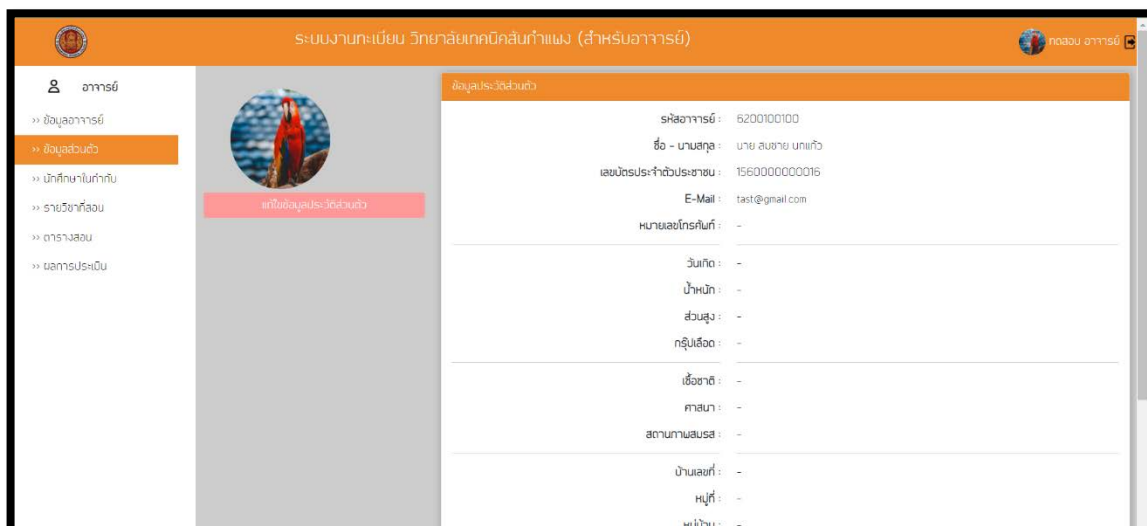 ระบบงานทะเบียน วิทยาลัยเทคนิคสันกำแพง (สำหรับอาจารย์)
ทดสอบ อาจารย์
อาจารย์
>> ข้อมูลอาจารย์
>> ข้อมูลส่วนตัว
>> นักศึกษาในกำกับ
>> รายวิชาที่สอน
>> ตารางสอน
>> ผลการประเมิน
แก้ไขข้อมูลประวัติส่วนตัว
ข้อมูลประวัติส่วนตัว
รหัสอาจารย์ : 6200100100
ชื่อ - นามสกุล : นาย สมชาย นกแก้ว
เลขบัตรประจำตัวประชาชน : 1560000000016
E-Mail : tast@gmail.com
หมายเลขโทรศัพท์ : -
วันเกิด : -
น้ำหนัก : -
ส่วนสูง : -
กรุ๊ปเลือด : -
เชื้อชาติ : -
ศาสนา : -
สถานภาพสมรส : -
บ้านเลขที่ : -
หมู่ที่ : -
หมู่บ้าน : -